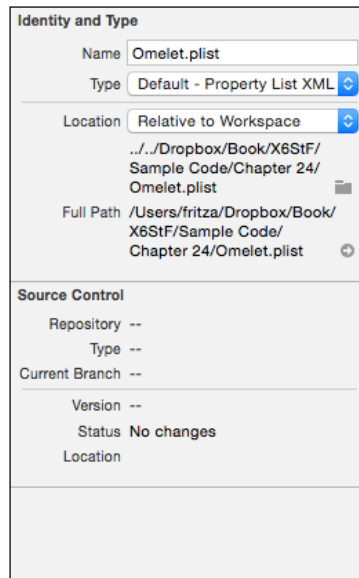 Identity and Type
Name Omelet.plist
Type Default - Property List XML
Location Relative to Workspace
../../Dropbox/Book/X6StF/
Sample Code/Chapter 24/
Omelet.plist
Full Path /Users/fritza/Dropbox/Book/
X6StF/Sample Code/
Chapter 24/Omelet.plist
Source Control
Repository --
Type --
Current Branch --
Version --
Status No changes
Location